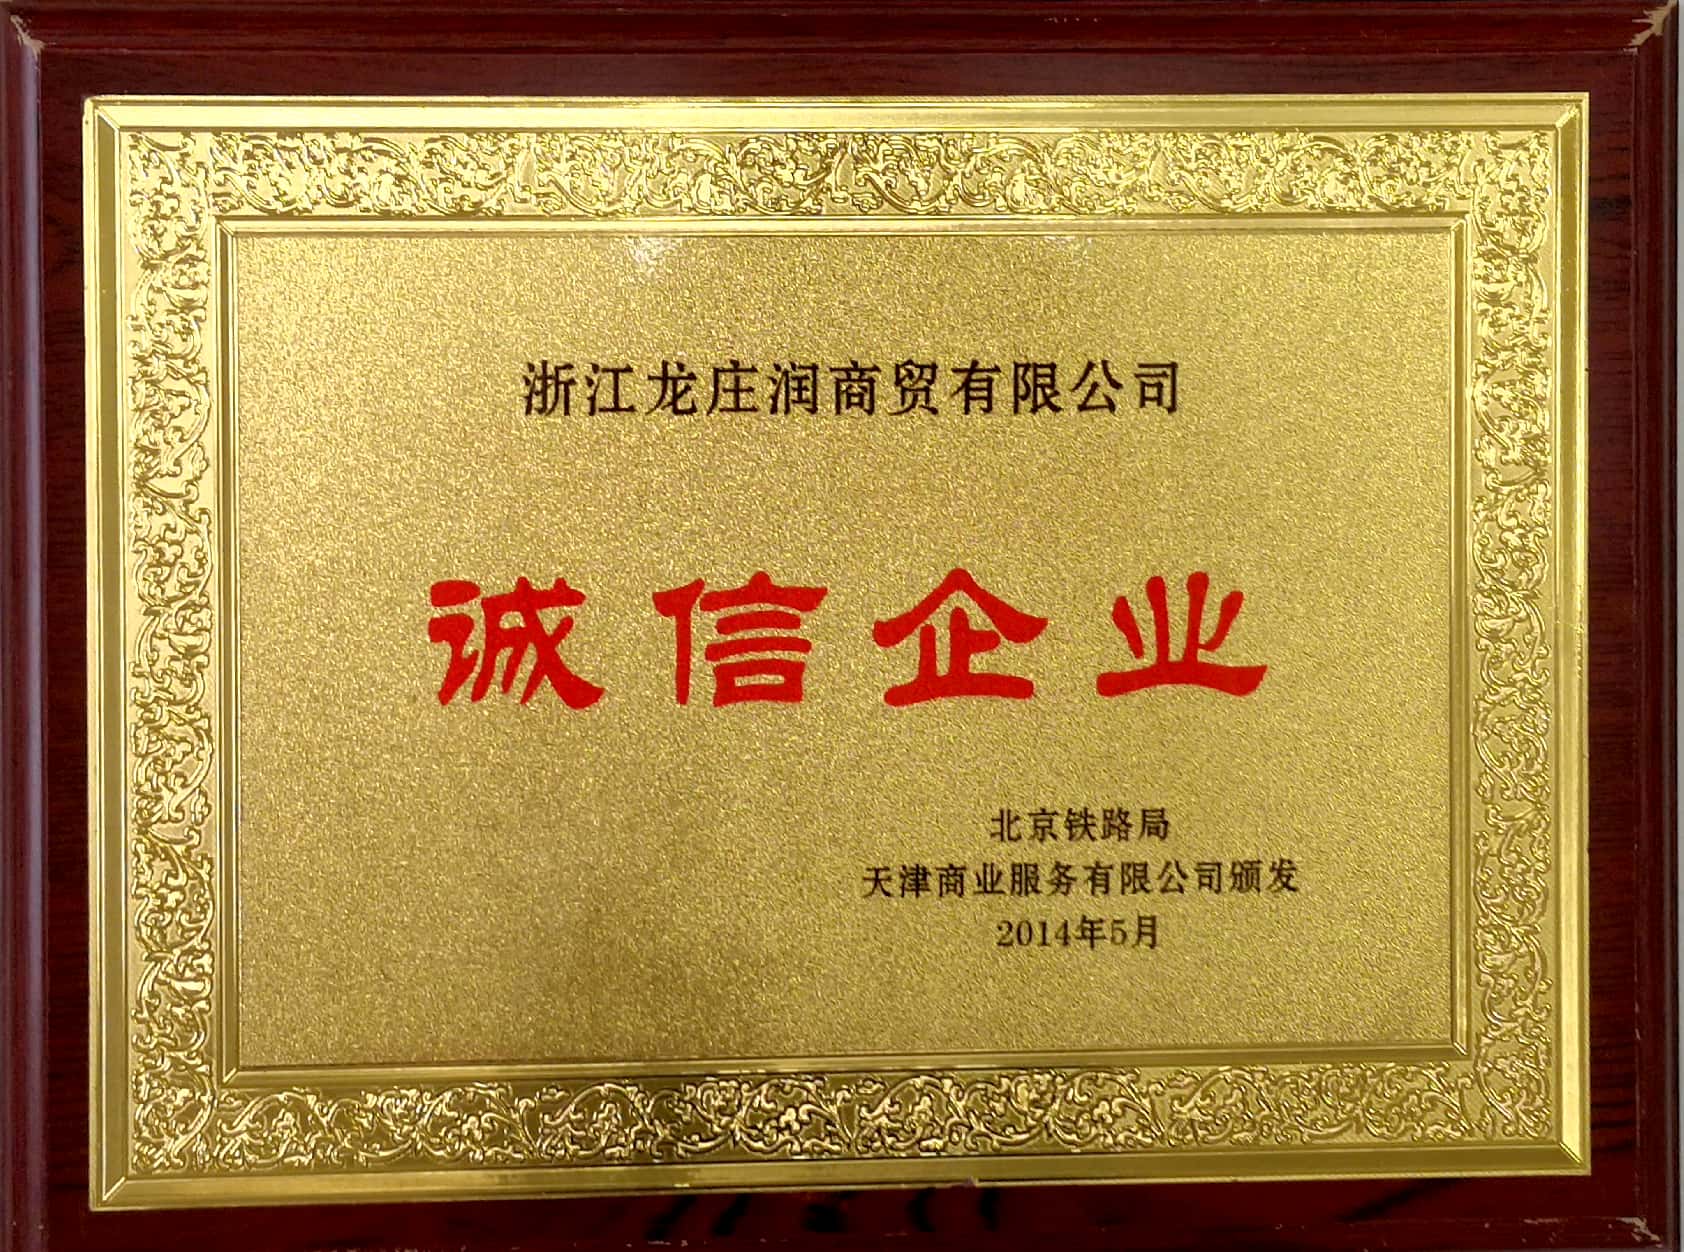 浙江龙庄润商贸有限公司
诚信企业
北京铁路局
天津商业服务有限公司颁发
2014年5月